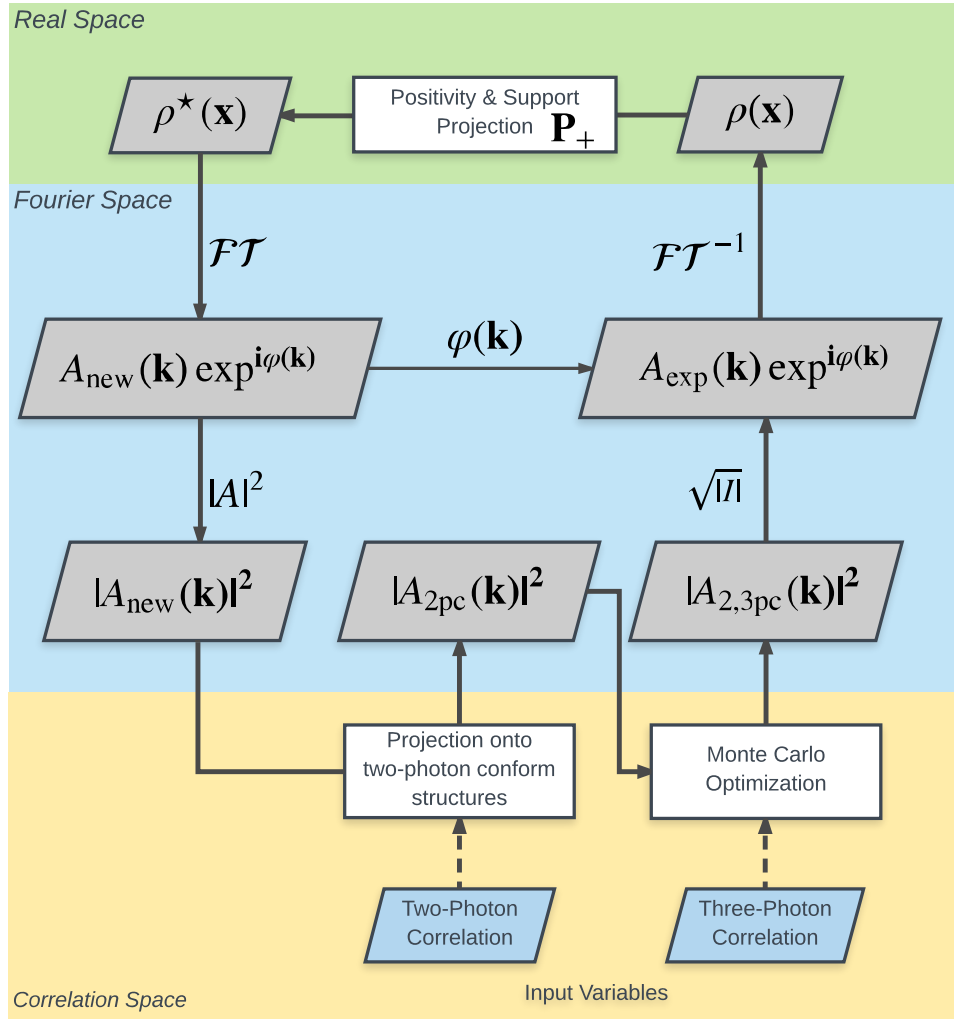 Real Space
ρ⋆(𝐱)
Positivity & Support
Projection 𝐏₊
ρ(𝐱)
Fourier Space
ℱ𝒯
ℱ𝒯⁻¹
A_new(𝐤) exp^{𝐢φ(𝐤)}
φ(𝐤)
A_exp(𝐤) exp^{𝐢φ(𝐤)}
|A|²
√|I|
|A_new(𝐤)|²
|A_2pc(𝐤)|²
|A_2,3pc(𝐤)|²
Projection onto
two-photon conform
structures
Monte Carlo
Optimization
Two-Photon
Correlation
Three-Photon
Correlation
Input Variables
Correlation Space